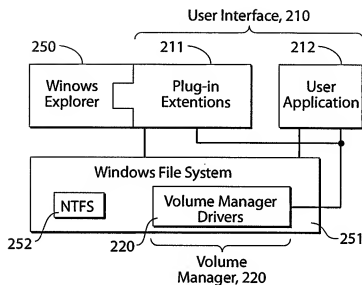 User Interface, 210
250
211
212
Winows
Explorer
Plug-in
Extentions
User
Application
Windows File System
NTFS
Volume Manager
Drivers
252
220
251
Volume
Manager, 220